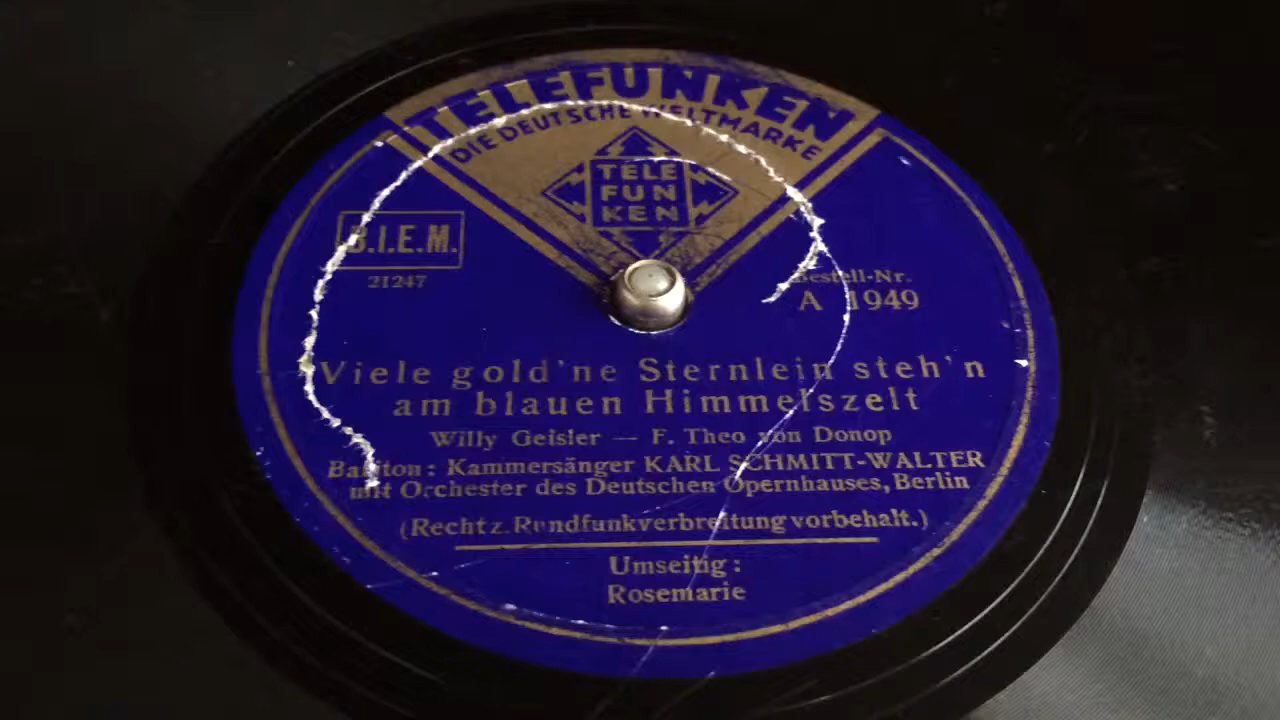 TELEFUNKEN
DIE DEUTSCHE WELTMARKE
TELE
FUN
KEN
B.I.E.M.
21247
Bestell-Nr.
A 1949
Viele gold'ne Sternlein steh'n
am blauen Himmelszelt
Willy Geisler — F. Theo von Donop
Bariton: Kammersänger KARL SCHMITT-WALTER
mit Orchester des Deutschen Opernhauses, Berlin
(Recht z. Rundfunkverbreitung vorbehalt.)
Umseitig:
Rosemarie